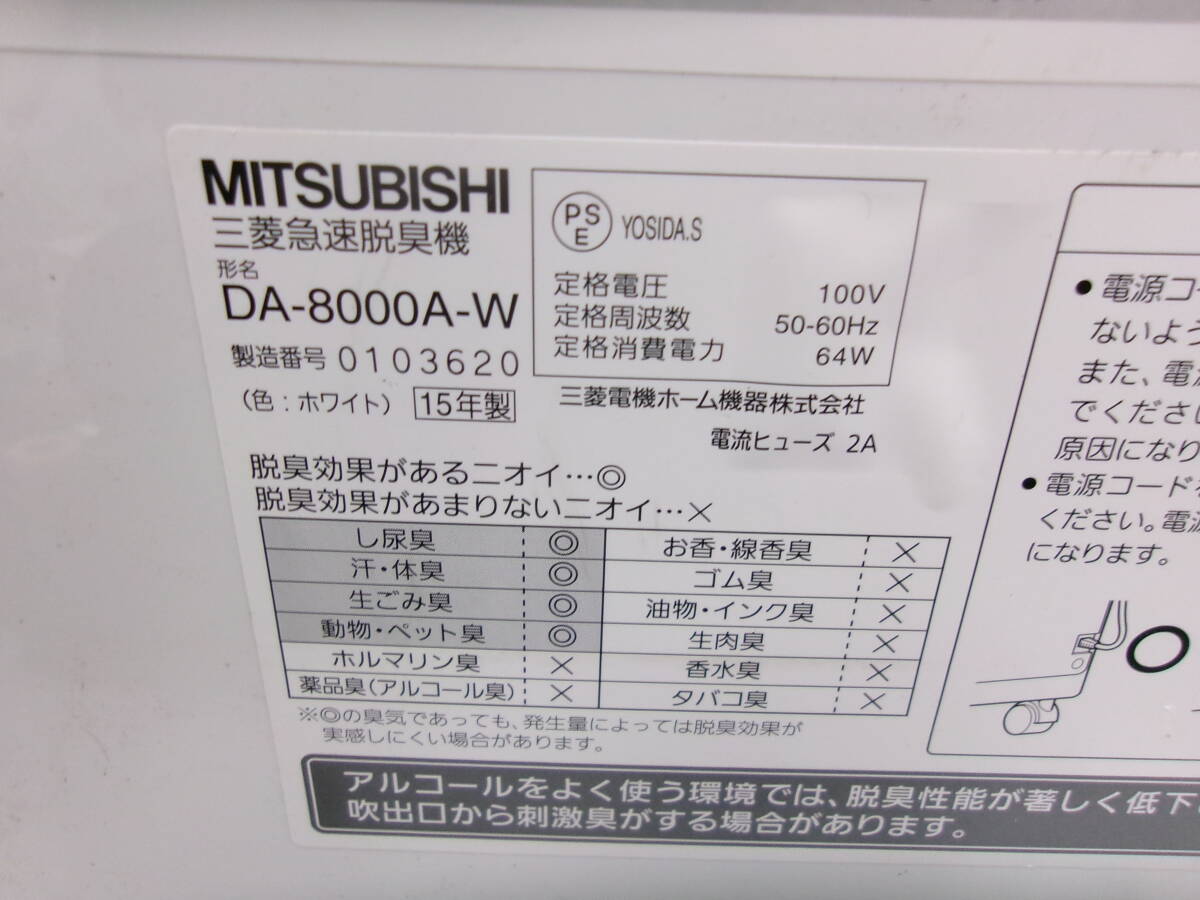 MITSUBISHI
三菱急速脱臭機
形名
DA-8000A-W
製造番号 0103620
(色:ホワイト) 15年製
PSE YOSIDA.S
定格電圧 100V
定格周波数 50-60Hz
定格消費電力 64W
三菱電機ホーム機器株式会社
電流ヒューズ 2A
脱臭効果があるニオイ…◎
脱臭効果があまりないニオイ…×
し尿臭 ◎ お香・線香臭 ×
汗・体臭 ◎ ゴム臭 ×
生ごみ臭 ◎ 油物・インク臭 ×
動物・ペット臭 ◎ 生肉臭 ×
ホルマリン臭 × 香水臭 ×
薬品臭(アルコール臭) × タバコ臭 ×
※◎の臭気であっても、発生量によっては脱臭効果が
実感しにくい場合があります。
アルコールをよく使う環境では、脱臭性能が著しく低下
吹出口から刺激臭がする場合があります。
● 電源コー
ないよう
また、電
でください
原因になり
● 電源コードを
ください。電源
になります。